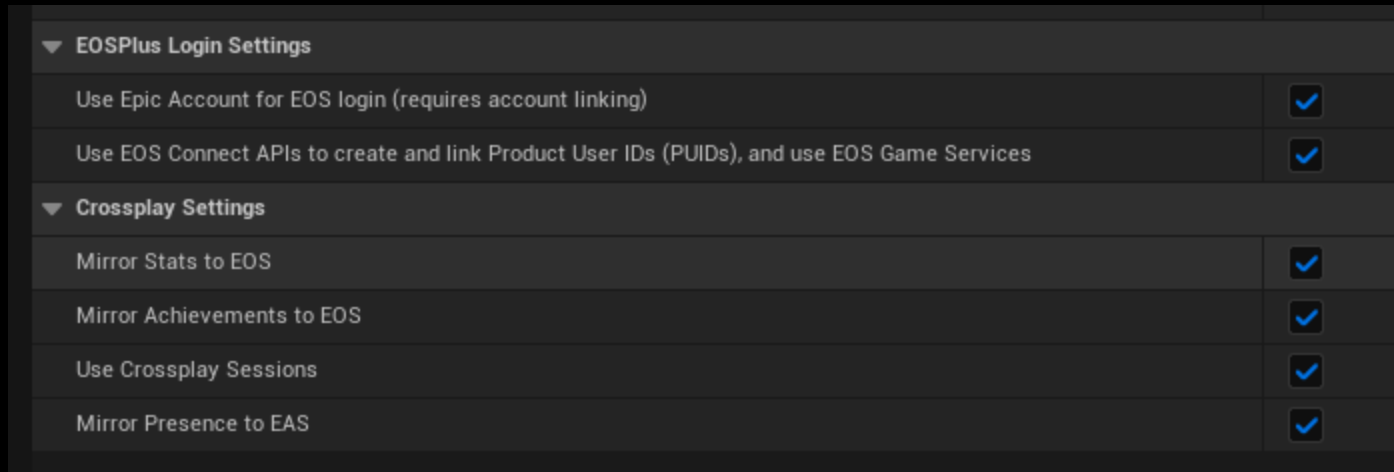 EOSPlus Login Settings
Use Epic Account for EOS login (requires account linking)
Use EOS Connect APIs to create and link Product User IDs (PUIDs), and use EOS Game Services
Crossplay Settings
Mirror Stats to EOS
Mirror Achievements to EOS
Use Crossplay Sessions
Mirror Presence to EAS